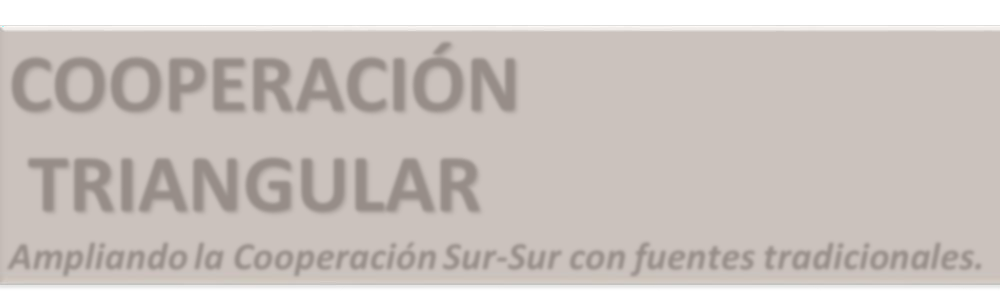 COOPERACIÓN
TRIANGULAR
Ampliando la Cooperación Sur-Sur con fuentes tradicionales.